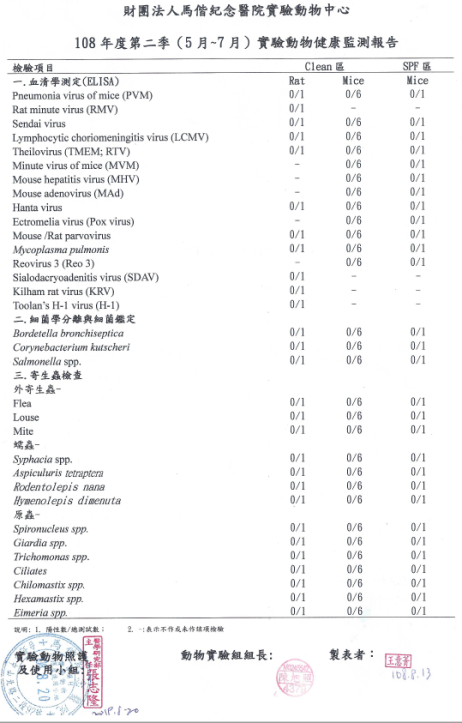 財團法人馬偕紀念醫院實驗動物中心
108 年度第二季（5 月~7 月）實驗動物健康監測報告
檢驗項目 Clean 區 SPF 區
一.血清學測定(ELISA) Rat Mice Mice
Pneumonia virus of mice (PVM) 0/1 0/6 0/1
Rat minute virus (RMV) 0/1 － －
Sendai virus 0/1 0/6 0/1
Lymphocytic choriomeningitis virus (LCMV) 0/1 0/6 0/1
Theilovirus (TMEM; RTV) 0/1 0/6 0/1
Minute virus of mice (MVM) － 0/6 0/1
Mouse hepatitis virus (MHV) － 0/6 0/1
Mouse adenovirus (MAd) － 0/6 0/1
Hanta virus 0/1 0/6 0/1
Ectromelia virus (Pox virus) － 0/6 0/1
Mouse /Rat parvovirus 0/1 0/6 0/1
Mycoplasma pulmonis 0/1 0/6 0/1
Reovirus 3 (Reo 3) － 0/6 0/1
Sialodacryoadenitis virus (SDAV) 0/1 － －
Kilham rat virus (KRV) 0/1 － －
Toolan's H-1 virus (H-1) 0/1 － －
二.細菌學分離與細菌鑑定
Bordetella bronchiseptica 0/1 0/6 0/1
Corynebacterium kutscheri 0/1 0/6 0/1
Salmonella spp. 0/1 0/6 0/1
三.寄生蟲檢查
外寄生蟲-
Flea 0/1 0/6 0/1
Louse 0/1 0/6 0/1
Mite 0/1 0/6 0/1
蠕蟲-
Syphacia spp. 0/1 0/6 0/1
Aspiculuris tetraptera 0/1 0/6 0/1
Rodentolepis nana 0/1 0/6 0/1
Hymenolepis dimenuta 0/1 0/6 0/1
原蟲-
Spironucleus spp. 0/1 0/6 0/1
Giardia spp. 0/1 0/6 0/1
Trichomonas spp. 0/1 0/6 0/1
Ciliates 0/1 0/6 0/1
Chilomastix spp. 0/1 0/6 0/1
Hexamastix spp. 0/1 0/6 0/1
Eimeria spp. 0/1 0/6 0/1
說明：1. 陽性數/總測試數； 2. －:表示不作或未作該項檢驗
實驗動物照護及使用小組:
動物實驗組組長:
製表者：
108.8.13
2019.8.20